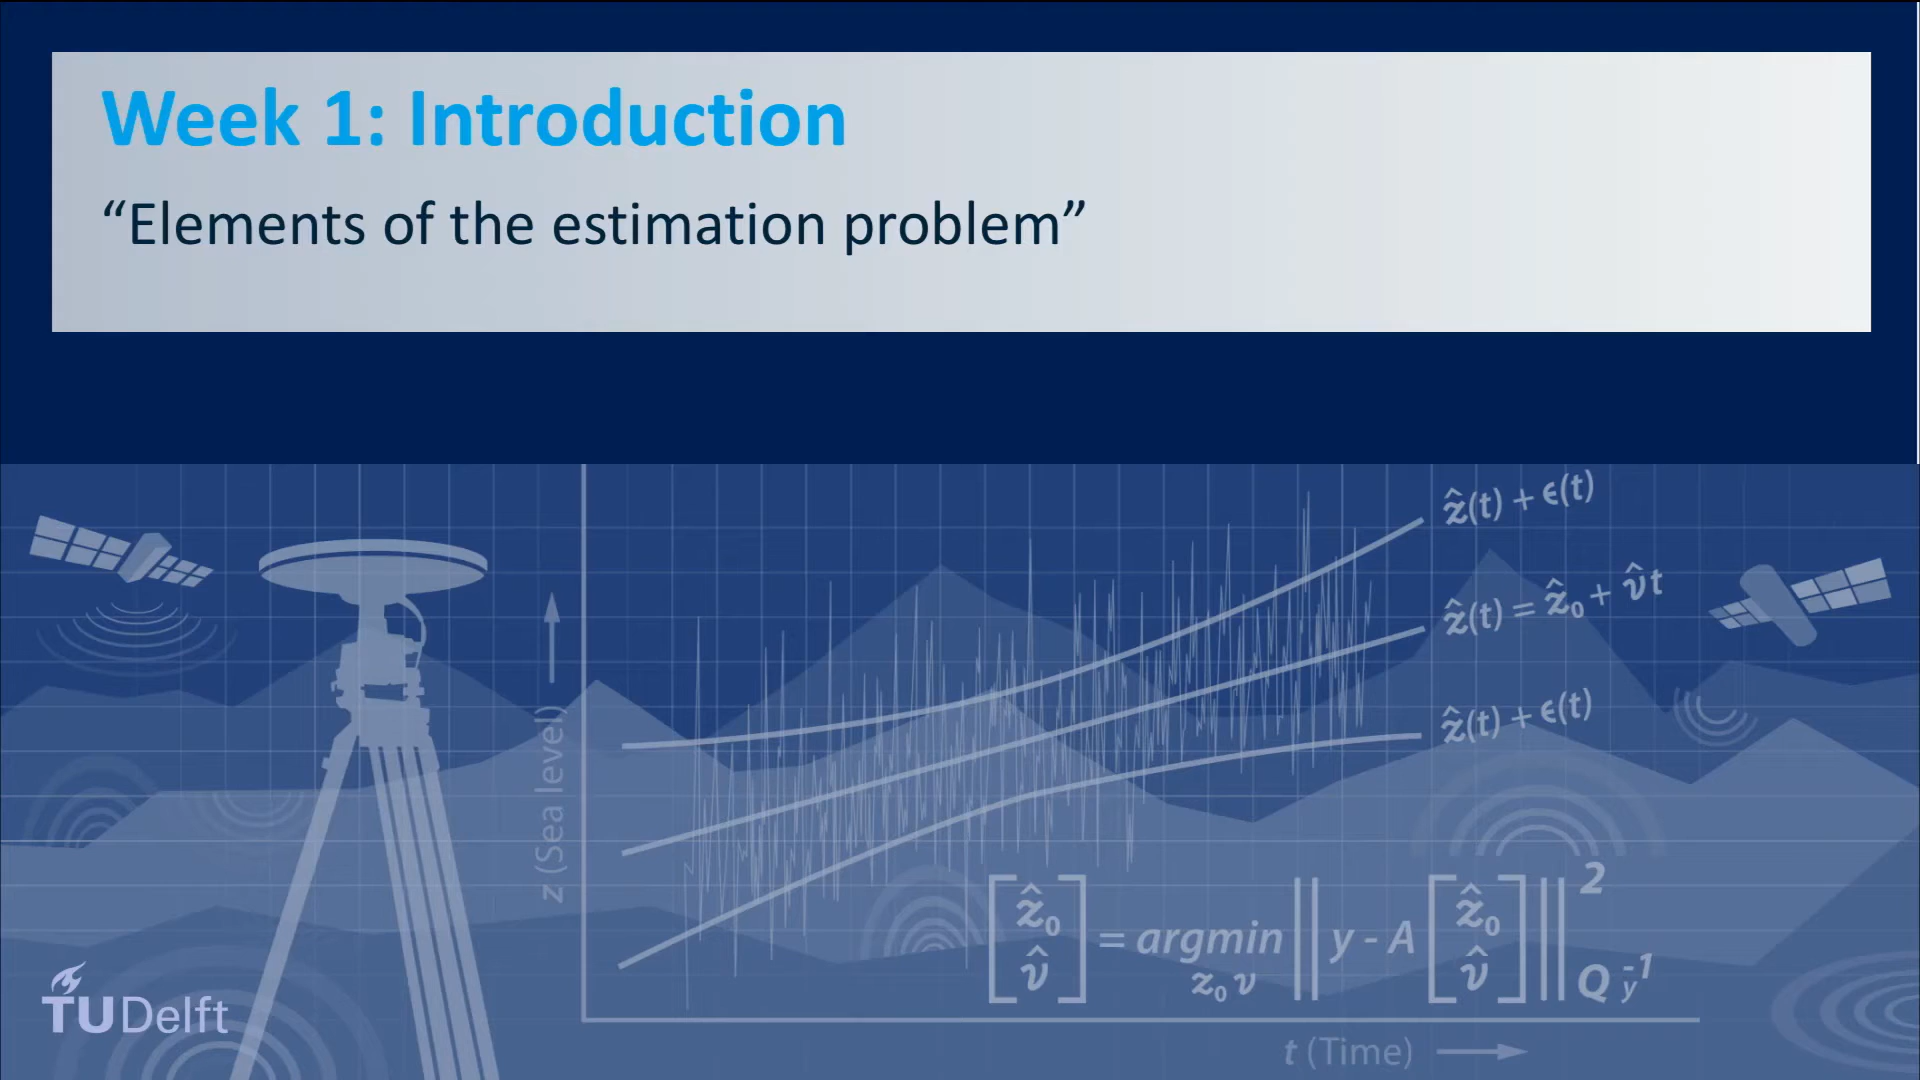 Week 1: Introduction
“Elements of the estimation problem”
ẑ(t) + ϵ(t)
ẑ(t) = ẑ₀ + v̂t
ẑ(t) + ϵ(t)
z (Sea level)
[ẑ₀ v̂] = argmin z₀ v ‖ y - A [ẑ₀ v̂] ‖² Q y⁻¹
TUDelft
t (Time)